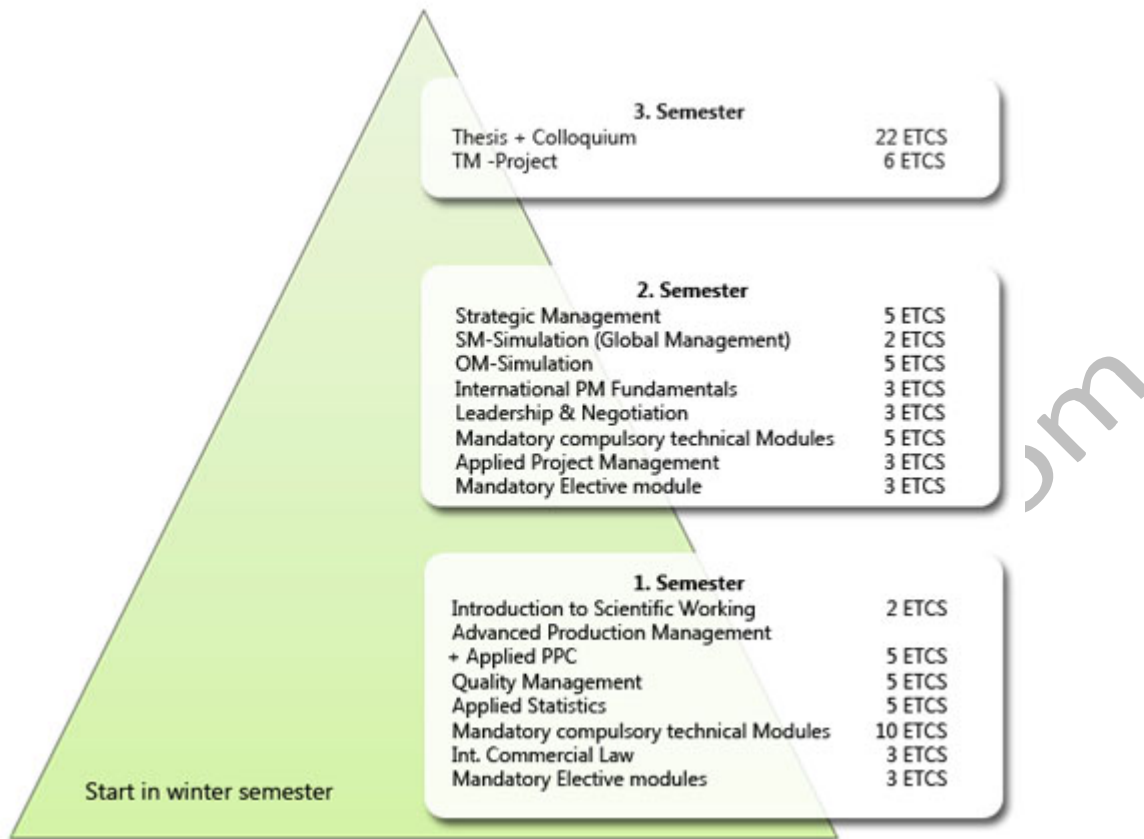 3. Semester
Thesis + Colloquium 22 ETCS
TM -Project 6 ETCS
2. Semester
Strategic Management 5 ETCS
SM-Simulation (Global Management) 2 ETCS
OM-Simulation 5 ETCS
International PM Fundamentals 3 ETCS
Leadership & Negotiation 3 ETCS
Mandatory compulsory technical Modules 5 ETCS
Applied Project Management 3 ETCS
Mandatory Elective module 3 ETCS
1. Semester
Introduction to Scientific Working 2 ETCS
Advanced Production Management
+ Applied PPC 5 ETCS
Quality Management 5 ETCS
Applied Statistics 5 ETCS
Mandatory compulsory technical Modules 10 ETCS
Int. Commercial Law 3 ETCS
Mandatory Elective modules 3 ETCS
Start in winter semester